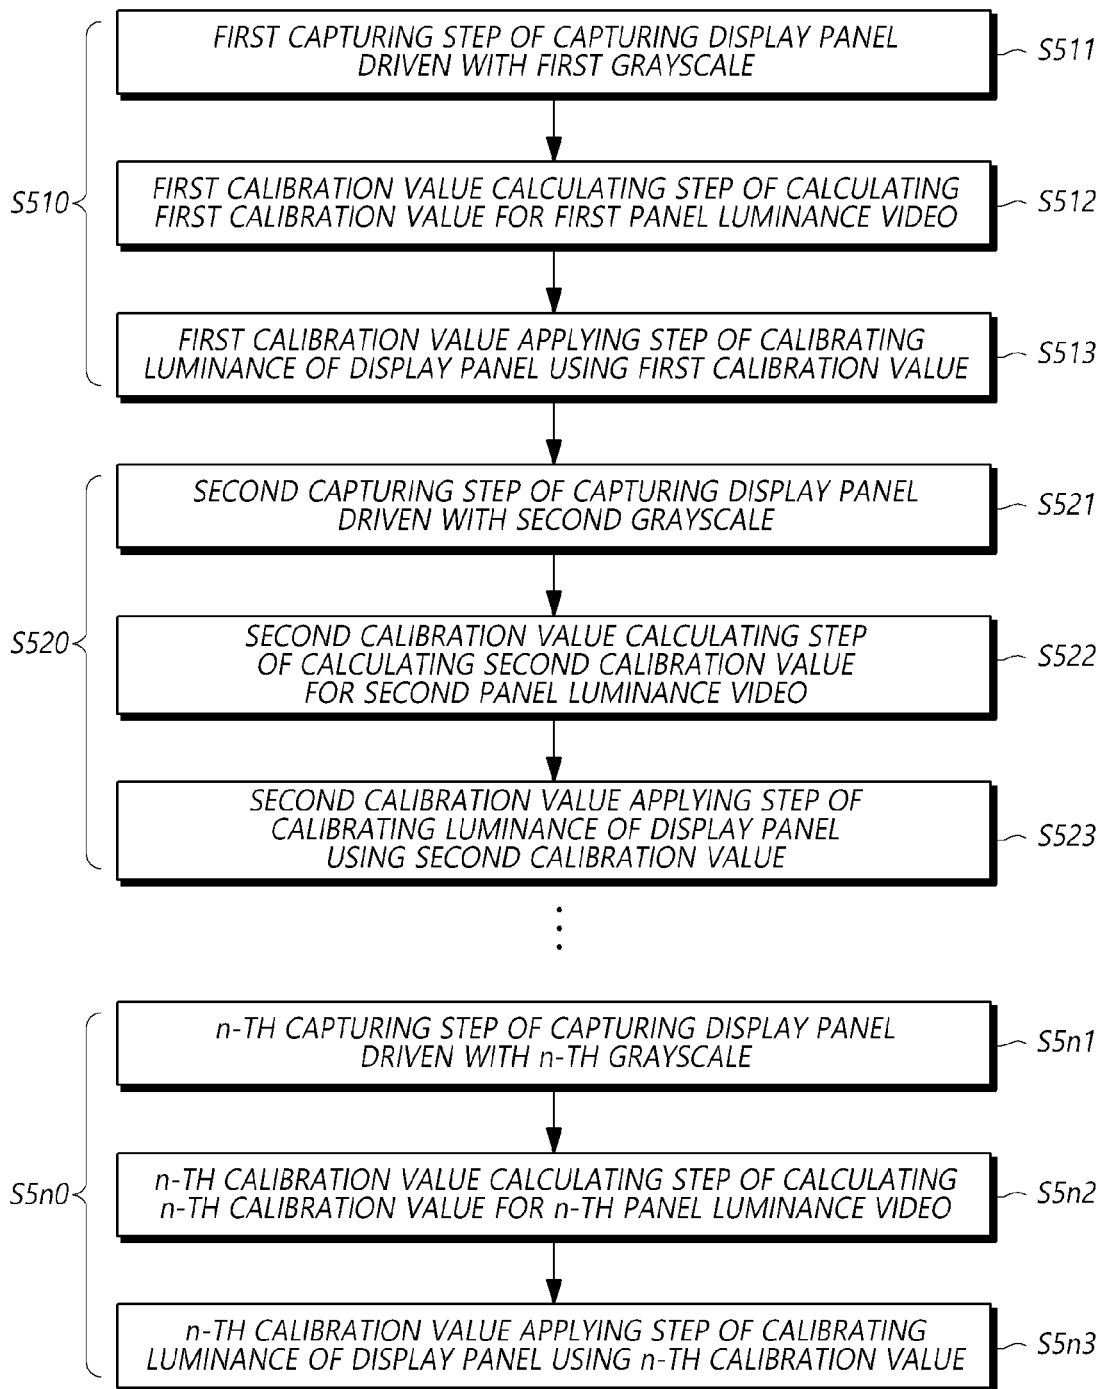 FIRST CAPTURING STEP OF CAPTURING DISPLAY PANEL
DRIVEN WITH FIRST GRAYSCALE
S511
S510
FIRST CALIBRATION VALUE CALCULATING STEP OF CALCULATING
FIRST CALIBRATION VALUE FOR FIRST PANEL LUMINANCE VIDEO
S512
FIRST CALIBRATION VALUE APPLYING STEP OF CALIBRATING
LUMINANCE OF DISPLAY PANEL USING FIRST CALIBRATION VALUE
S513
SECOND CAPTURING STEP OF CAPTURING DISPLAY PANEL
DRIVEN WITH SECOND GRAYSCALE
S521
S520
SECOND CALIBRATION VALUE CALCULATING STEP
OF CALCULATING SECOND CALIBRATION VALUE
FOR SECOND PANEL LUMINANCE VIDEO
S522
SECOND CALIBRATION VALUE APPLYING STEP OF
CALIBRATING LUMINANCE OF DISPLAY PANEL
USING SECOND CALIBRATION VALUE
S523
n-TH CAPTURING STEP OF CAPTURING DISPLAY PANEL
DRIVEN WITH n-TH GRAYSCALE
S5n1
S5n0
n-TH CALIBRATION VALUE CALCULATING STEP OF CALCULATING
n-TH CALIBRATION VALUE FOR n-TH PANEL LUMINANCE VIDEO
S5n2
n-TH CALIBRATION VALUE APPLYING STEP OF CALIBRATING
LUMINANCE OF DISPLAY PANEL USING n-TH CALIBRATION VALUE
S5n3